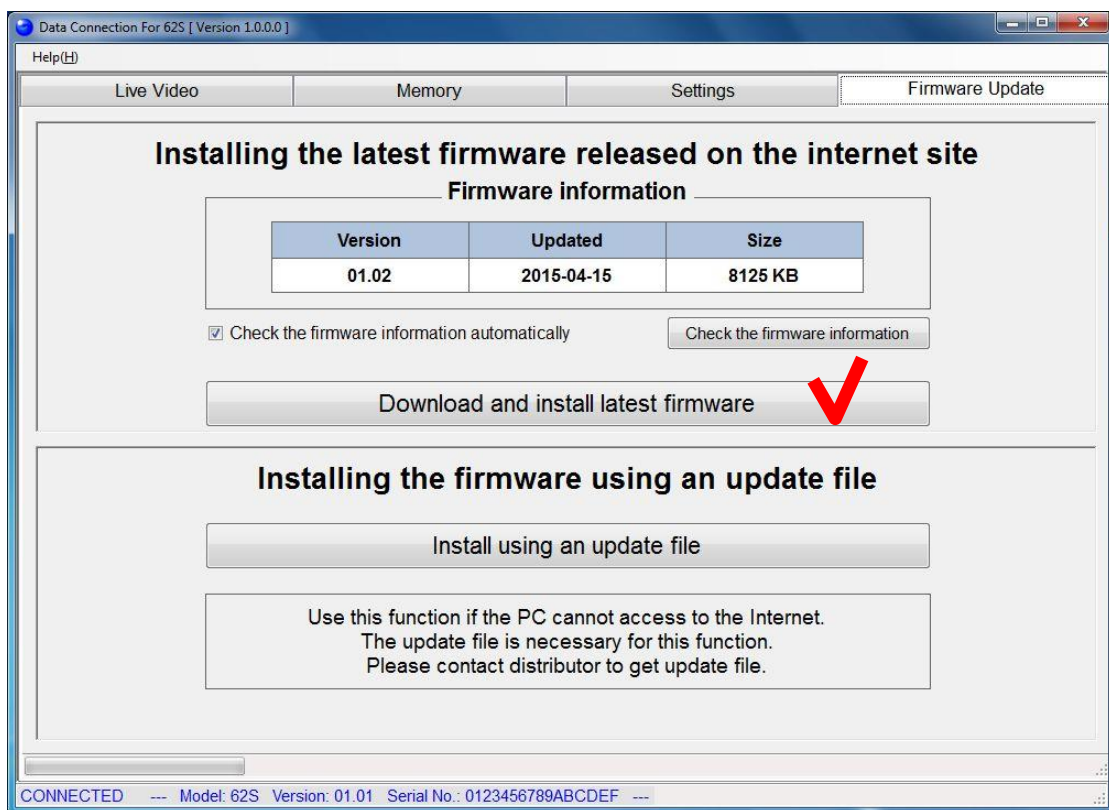 Data Connection For 62S [ Version 1.0.0.0 ]
Help(H)
Live Video Memory Settings Firmware Update
Installing the latest firmware released on the internet site
Firmware information
Version Updated Size
01.02 2015-04-15 8125 KB
Check the firmware information automatically Check the firmware information
Download and install latest firmware
Installing the firmware using an update file
Install using an update file
Use this function if the PC cannot access to the Internet.
The update file is necessary for this function.
Please contact distributor to get update file.
CONNECTED --- Model: 62S Version: 01.01 Serial No.: 0123456789ABCDEF ---